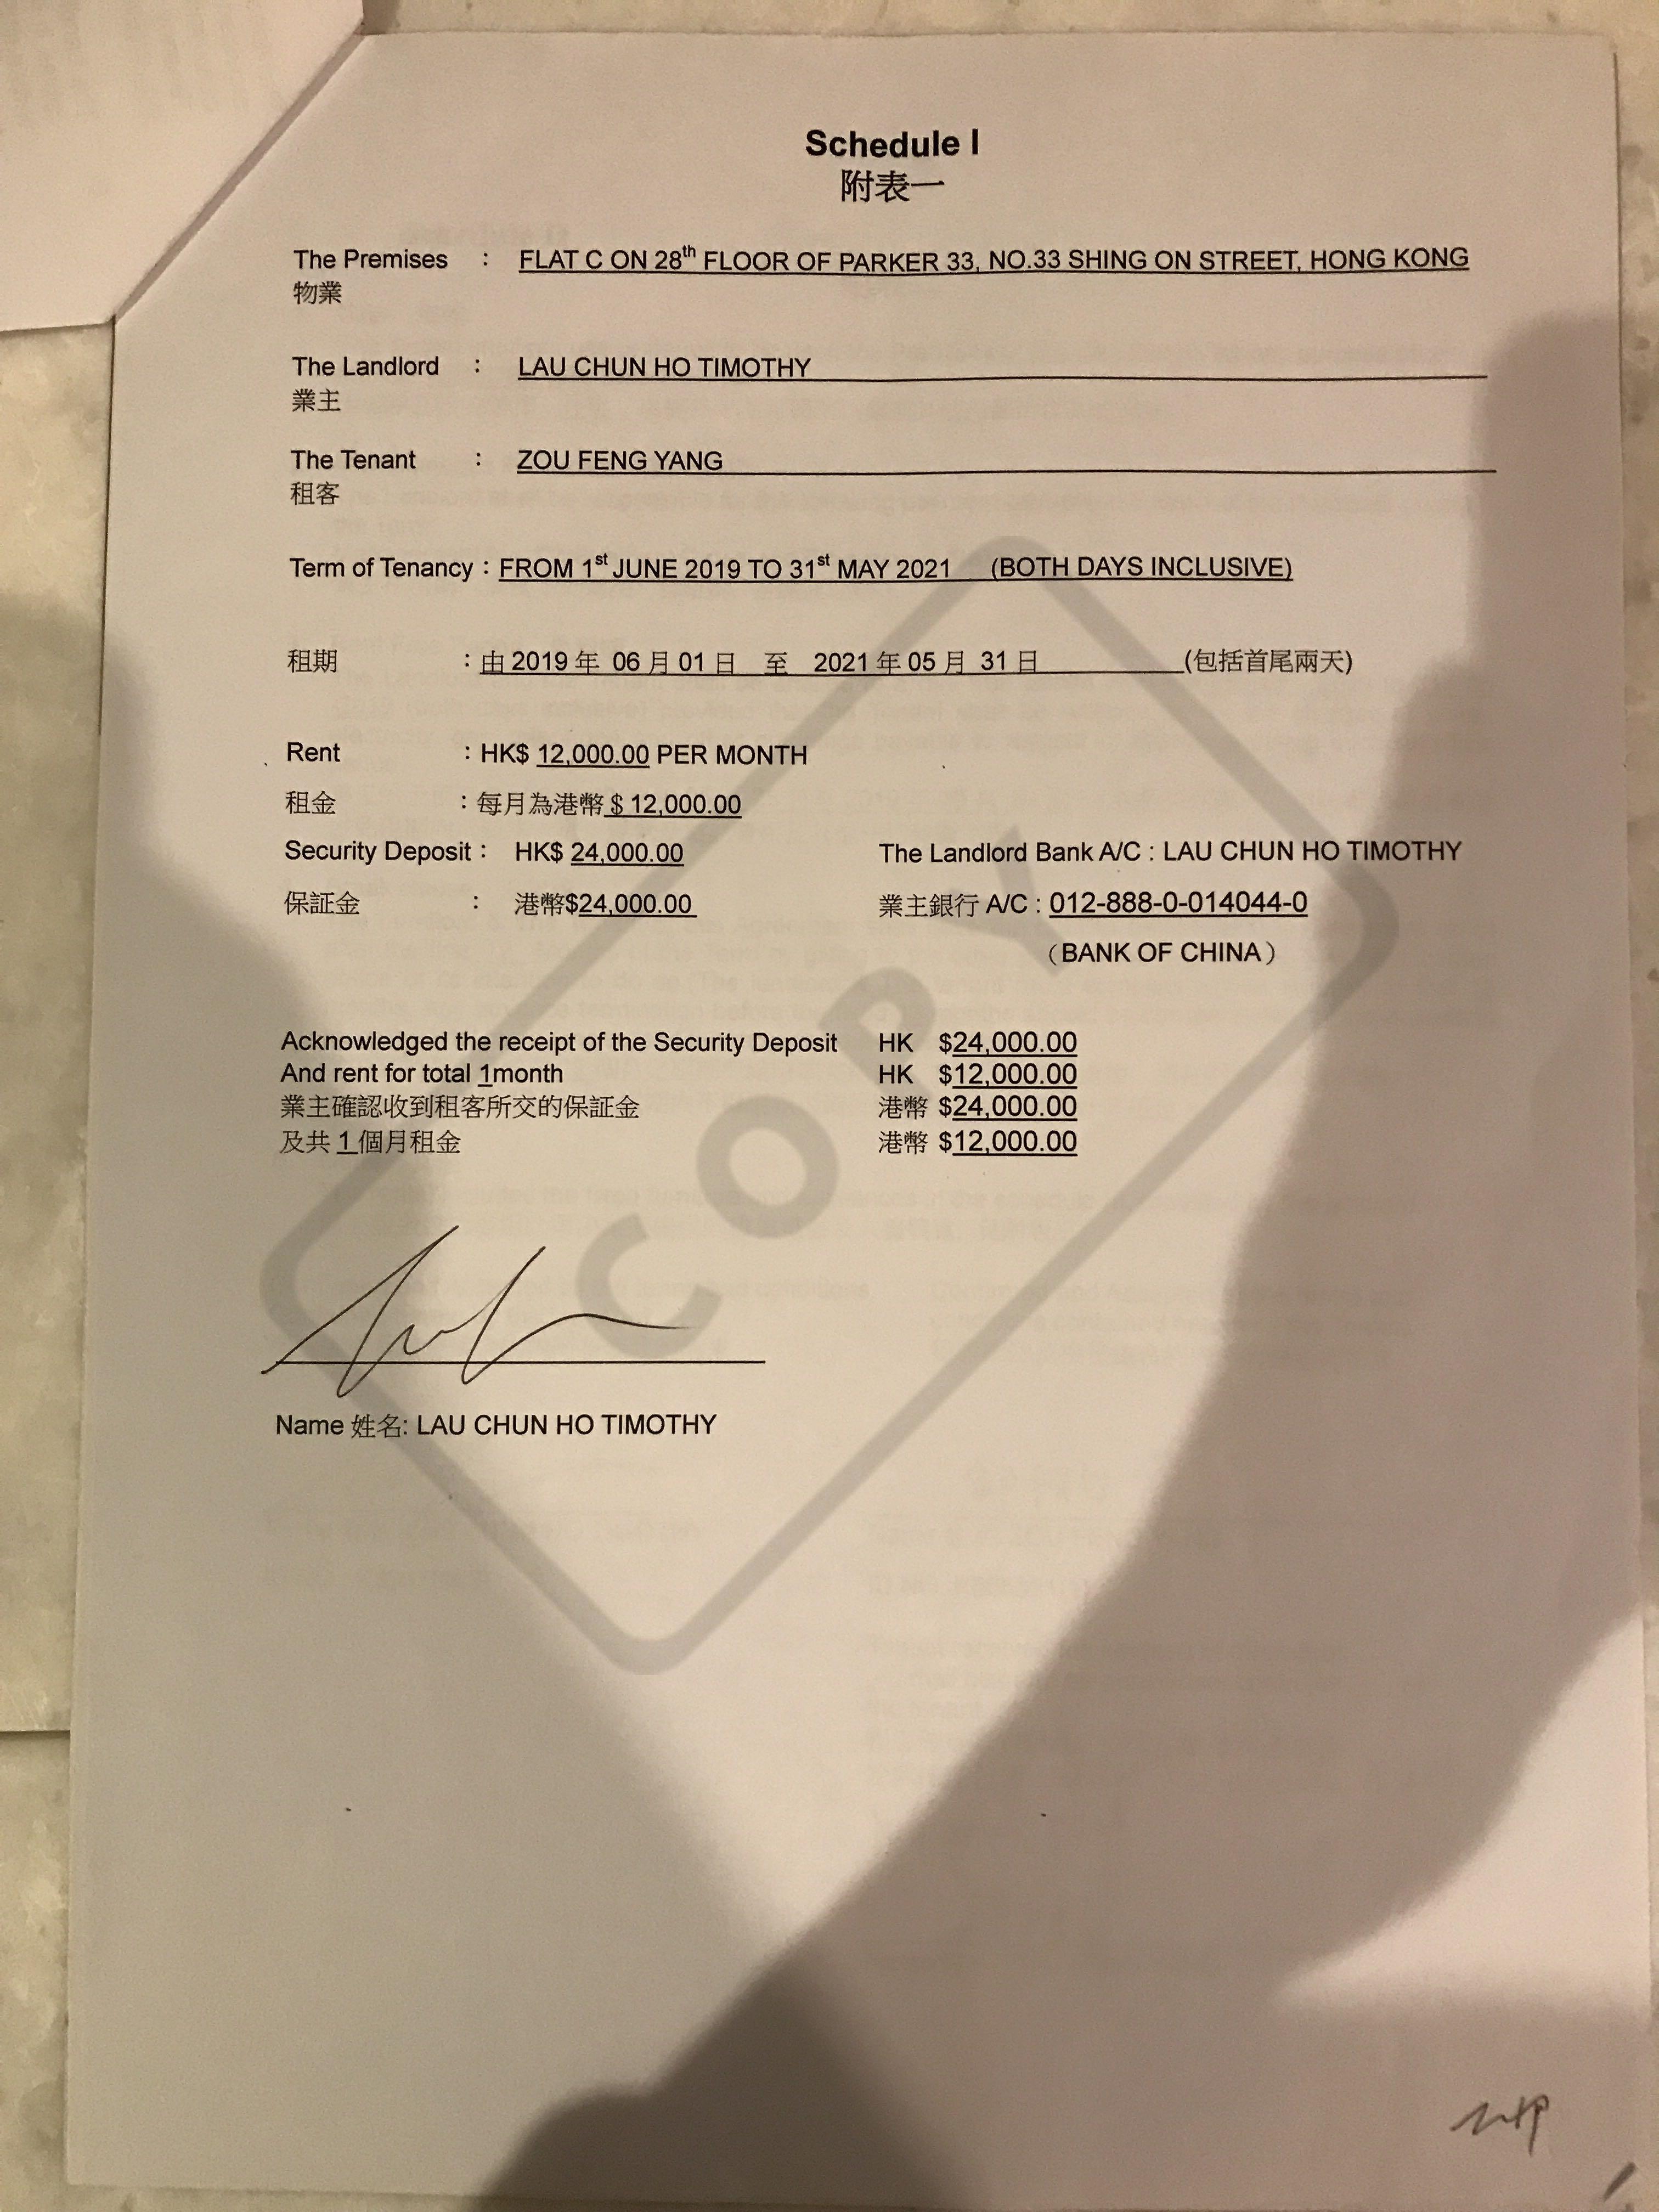 Schedule I
附表一
The Premises : FLAT C ON 28th FLOOR OF PARKER 33, NO.33 SHING ON STREET, HONG KONG
物業
The Landlord : LAU CHUN HO TIMOTHY
業主
The Tenant : ZOU FENG YANG
租客
Term of Tenancy : FROM 1st JUNE 2019 TO 31st MAY 2021 (BOTH DAYS INCLUSIVE)
租期 : 由 2019 年 06 月 01 日 至 2021 年 05 月 31 日 (包括首尾兩天)
Rent : HK$ 12,000.00 PER MONTH
租金 : 每月為港幣 $ 12,000.00
Security Deposit : HK$ 24,000.00 The Landlord Bank A/C : LAU CHUN HO TIMOTHY
保証金 : 港幣$24,000.00 業主銀行 A/C : 012-888-0-014044-0
（BANK OF CHINA）
Acknowledged the receipt of the Security Deposit HK $24,000.00
And rent for total 1month HK $12,000.00
業主確認收到租客所交的保証金 港幣 $24,000.00
及共 1個月租金 港幣 $12,000.00
COPY
Name 姓名: LAU CHUN HO TIMOTHY